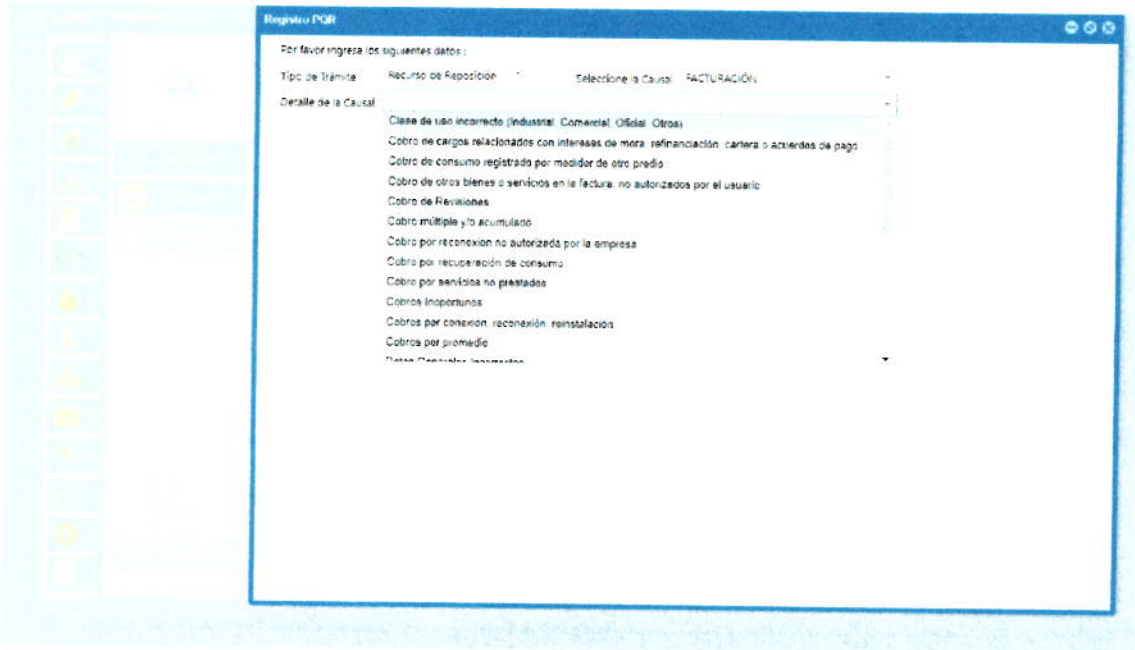 Registro PQR
Por favor ingresa los siguientes datos :
Tipo de Trámite Recurso de Reposición Seleccione la Causal FACTURACIÓN
Detalle de la Causal
Clase de uso incorrecto (Industrial, Comercial, Oficial, Otros)
Cobro de cargos relacionados con intereses de mora, refinanciación, cartera o acuerdos de pago
Cobro de consumo registrado por medidor de otro predio
Cobro de otros bienes o servicios en la factura, no autorizados por el usuario
Cobro de Revisiones
Cobro múltiple y/o acumulado
Cobro por reconexión no autorizada por la empresa
Cobro por recuperación de consumo
Cobro por servicios no prestados
Cobros Inoportunos
Cobros por conexión, reconexión, reinstalación
Cobros por promedio
Datos Generales Incorrectos